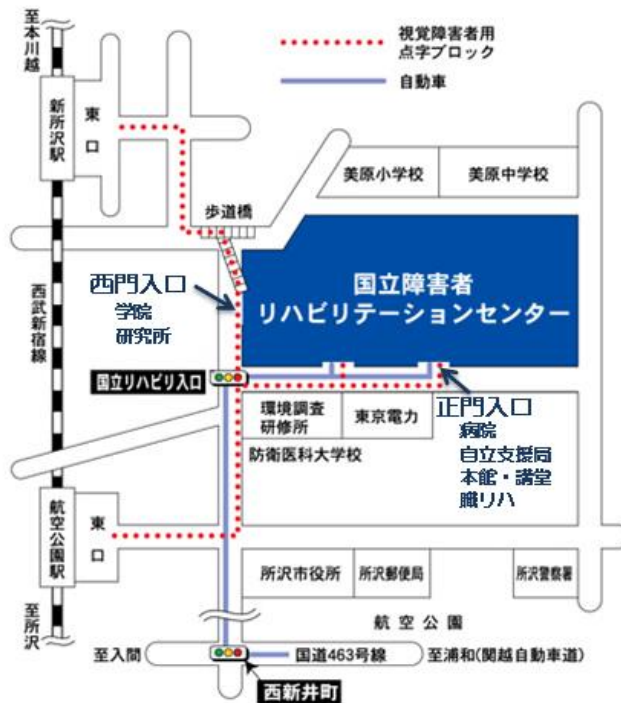 至本川越
視覚障害者用
点字ブロック
自動車
新所沢駅
東口
美原小学校
美原中学校
歩道橋
国立障害者
リハビリテーションセンター
西門入口
学院
研究所
西武新宿線
国立リハビリ入口
環境調査
研修所
東京電力
正門入口
病院
自立支援局
本館・講堂
職リハ
防衛医科大学校
航空公園駅
東口
所沢市役所
所沢郵便局
所沢警察署
至所沢
航空公園
至入間
国道463号線
至浦和(関越自動車道)
西新井町